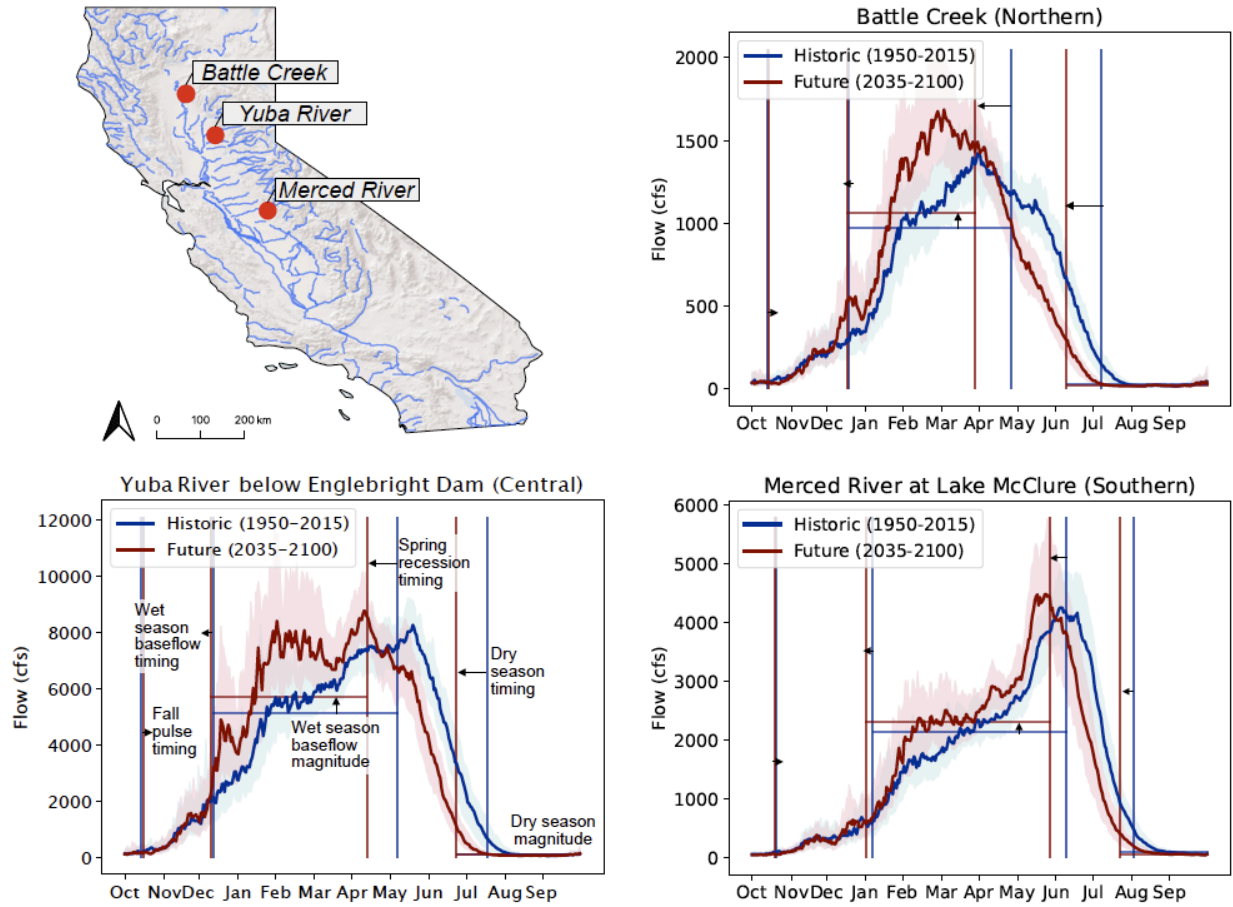 Battle Creek
Yuba River
Merced River
0 100 200 km
Battle Creek (Northern)
Historic (1950-2015)
Future (2035-2100)
Flow (cfs)
2000
1500
1000
500
0
Oct Nov Dec Jan Feb Mar Apr May Jun Jul Aug Sep
Yuba River below Englebright Dam (Central)
Historic (1950−2015)
Future (2035−2100)
Flow (cfs)
12000
10000
8000
6000
4000
2000
0
Spring
recession
timing
Wet
season
baseflow
timing
Dry
season
timing
Fall
pulse
timing
Wet season
baseflow
magnitude
Dry season
magnitude
Oct Nov Dec Jan Feb Mar Apr May Jun Jul Aug Sep
Merced River at Lake McClure (Southern)
Historic (1950-2015)
Future (2035-2100)
Flow (cfs)
6000
5000
4000
3000
2000
1000
0
Oct Nov Dec Jan Feb Mar Apr May Jun Jul Aug Sep